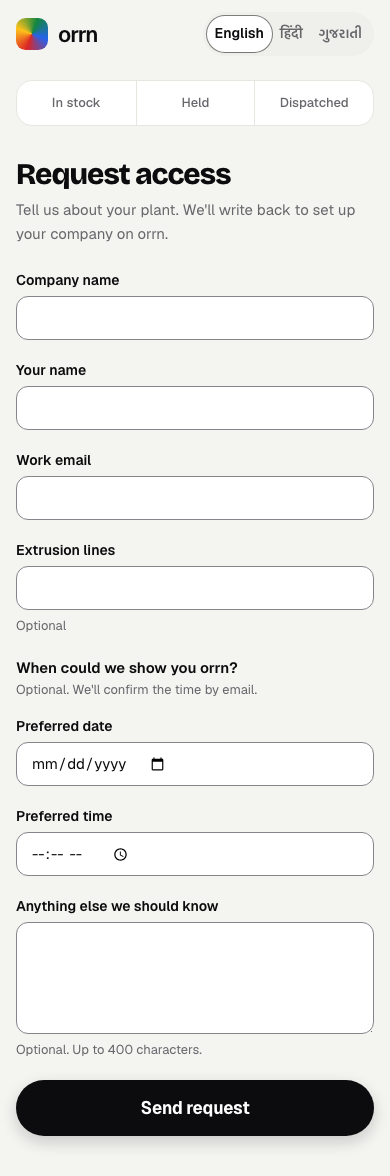 orrn
English हिंदी ગુજરાતી
In stock Held Dispatched
Request access
Tell us about your plant. We'll write back to set up
your company on orrn.
Company name
Your name
Work email
Extrusion lines
Optional
When could we show you orrn?
Optional. We'll confirm the time by email.
Preferred date
mm/dd/yyyy
Preferred time
--:-- --
Anything else we should know
Optional. Up to 400 characters.
Send request